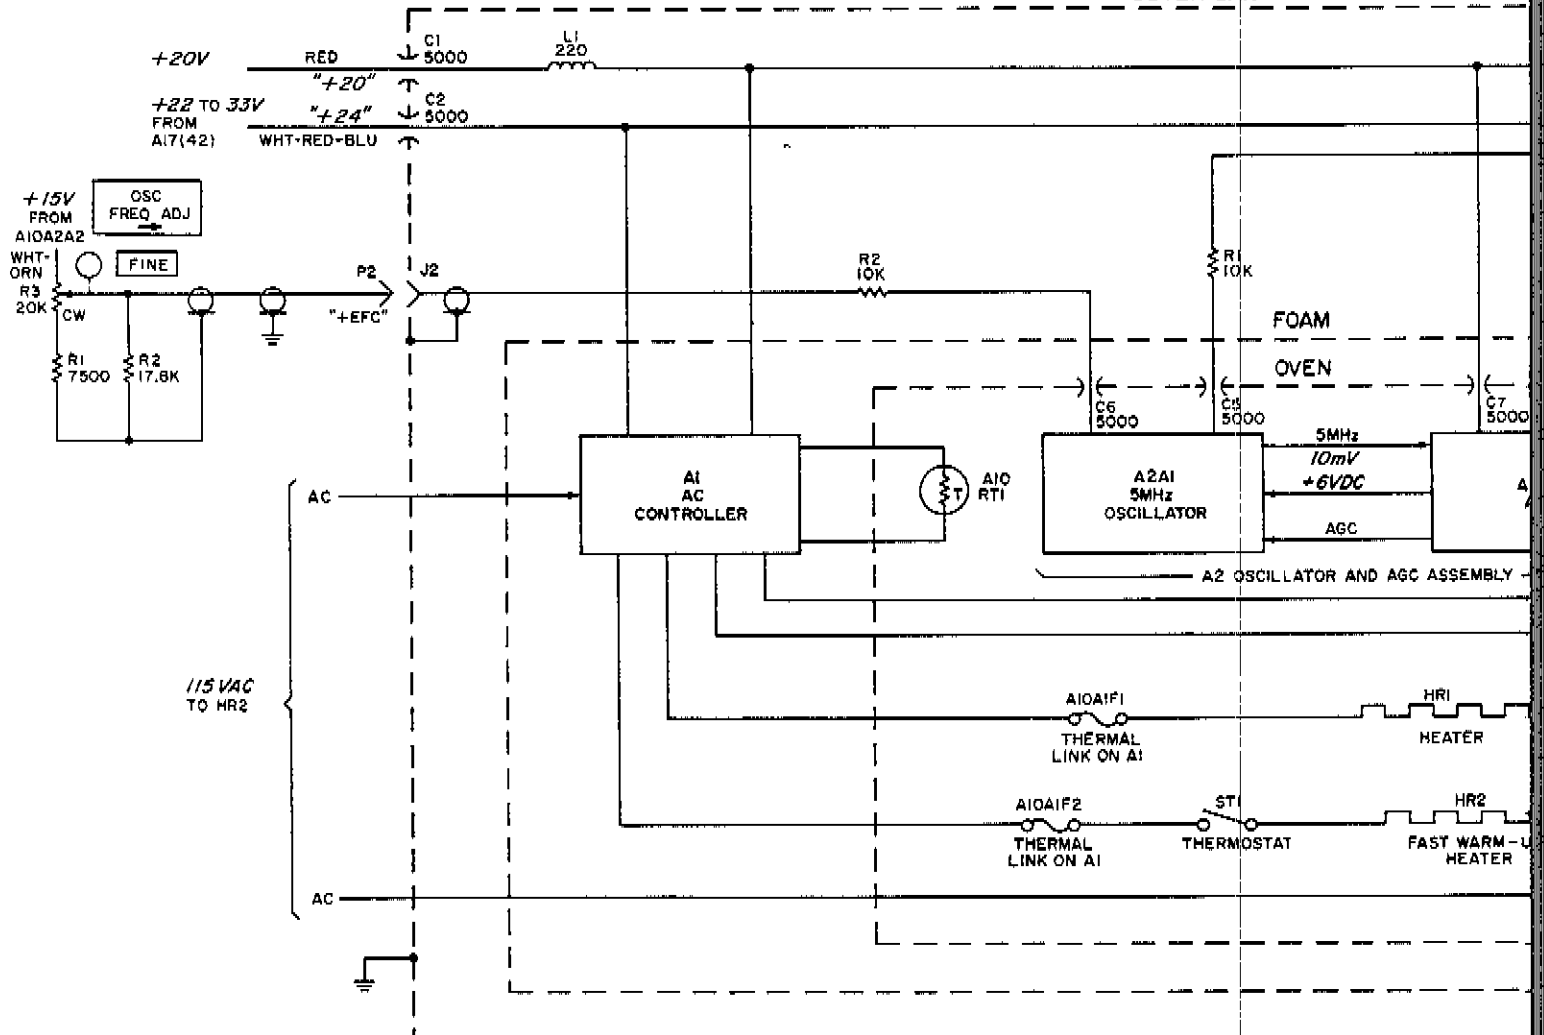 +20V
RED
"+20"
C1
5000
L1
220
+22 TO 33V
FROM
A17(42)
"+24"
WHT-RED-BLU
C2
5000
+15V
FROM
A10A2A2
WHT-
ORN
R3
20K
CW
OSC
FREQ ADJ
FINE
P2
J2
"+EFC"
R2
10K
R1
10K
R1
7500
R2
17.8K
FOAM
OVEN
C6
5000
C5
5000
C7
5000
A1
AC
CONTROLLER
A10
RT1
T
A2A1
5MHz
OSCILLATOR
5MHz
10mV
+6VDC
AGC
A
A2 OSCILLATOR AND AGC ASSEMBLY
AC
115 VAC
TO HR2
A10A1F1
THERMAL
LINK ON A1
HR1
HEATER
A10A1F2
THERMAL
LINK ON A1
ST1
THERMOSTAT
HR2
FAST WARM-U
HEATER
AC